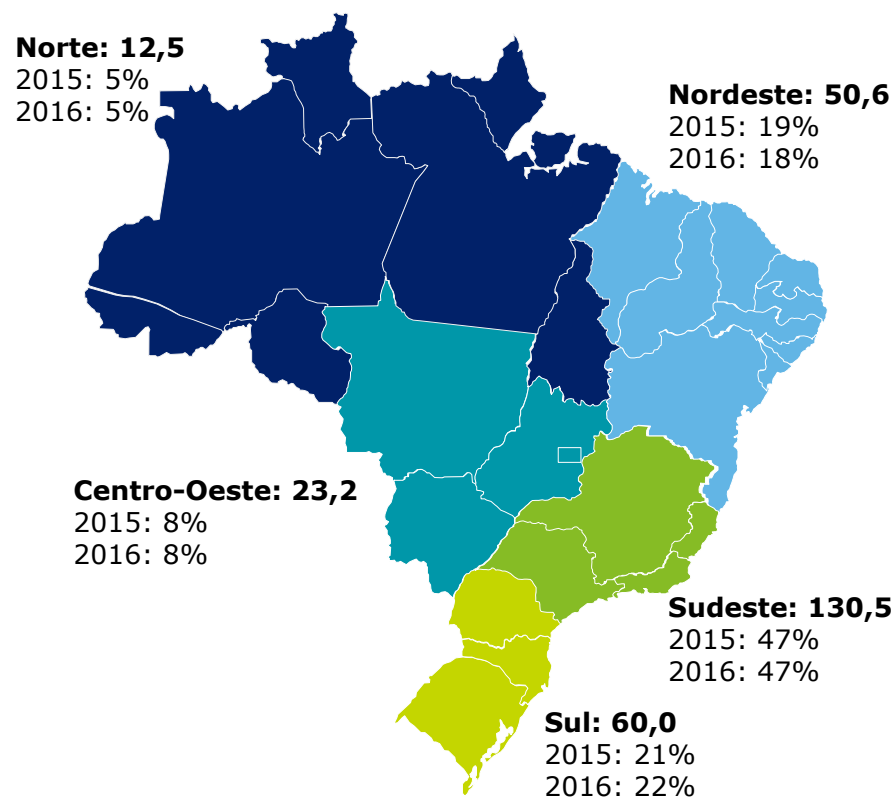 Norte: 12,5
2015: 5%
2016: 5%
Nordeste: 50,6
2015: 19%
2016: 18%
Centro-Oeste: 23,2
2015: 8%
2016: 8%
Sudeste: 130,5
2015: 47%
2016: 47%
Sul: 60,0
2015: 21%
2016: 22%